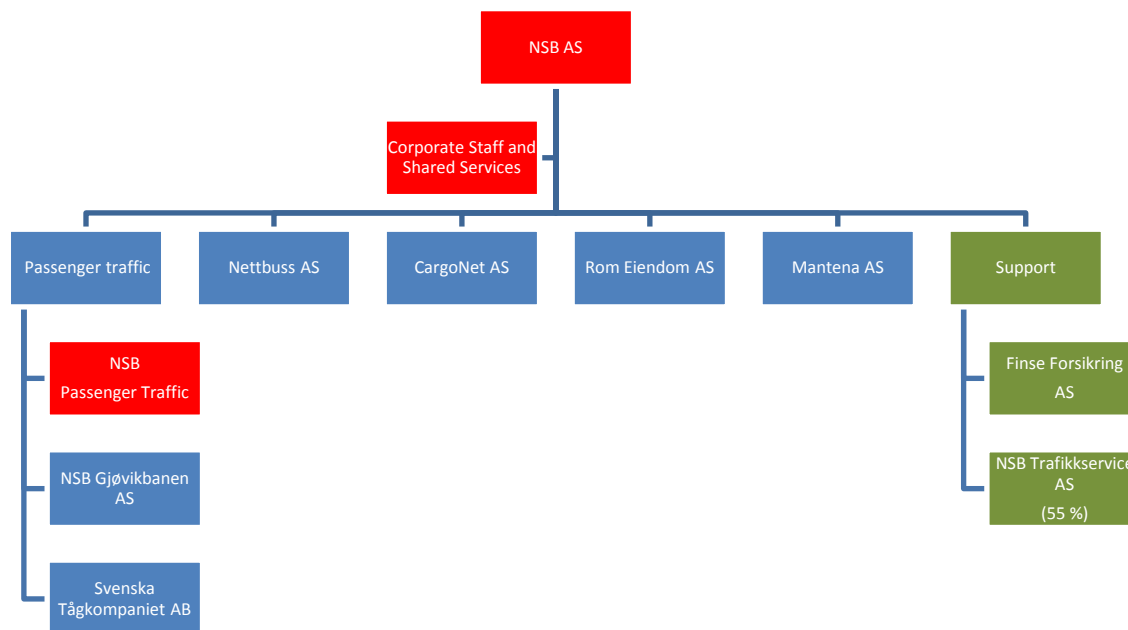 NSB AS
Corporate Staff and
Shared Services
Passenger traffic
Nettbuss AS
CargoNet AS
Rom Eiendom AS
Mantena AS
Support
NSB
Passenger Traffic
Finse Forsikring
AS
NSB Gjøvikbanen
AS
NSB Trafikkservice
AS
(55 %)
Svenska
Tågkompaniet AB